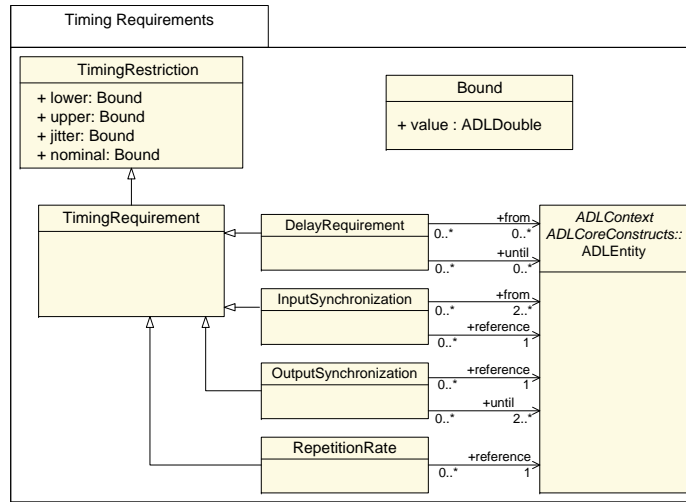 Timing Requirements
TimingRestriction
+ lower: Bound
+ upper: Bound
+ jitter: Bound
+ nominal: Bound
Bound
+ value : ADLDouble
TimingRequirement
DelayRequirement
+from
0..* 0..*
+until
0..* 0..*
ADLContext
ADLCoreConstructs::
ADLEntity
InputSynchronization
+from
0..* 2..*
+reference
0..* 1
OutputSynchronization
+reference
0..* 1
+until
0..* 2..*
RepetitionRate
+reference
0..* 1